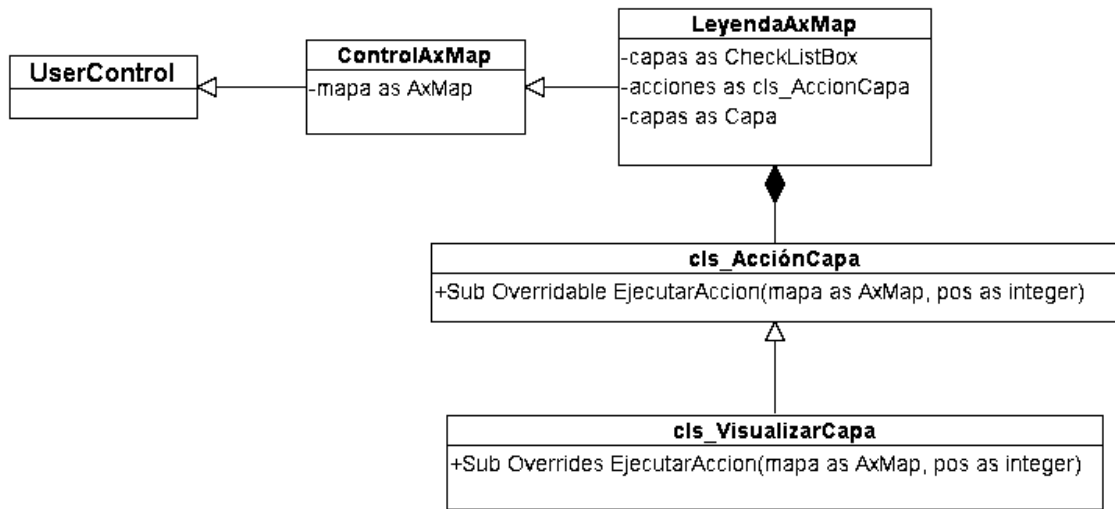 UserControl
ControlAxMap
-mapa as AxMap
LeyendaAxMap
-capas as CheckListBox
-acciones as cls_AccionCapa
-capas as Capa
cls_AcciónCapa
+Sub Overridable EjecutarAccion(mapa as AxMap, pos as integer)
cls_VisualizarCapa
+Sub Overrides EjecutarAccion(mapa as AxMap, pos as integer)